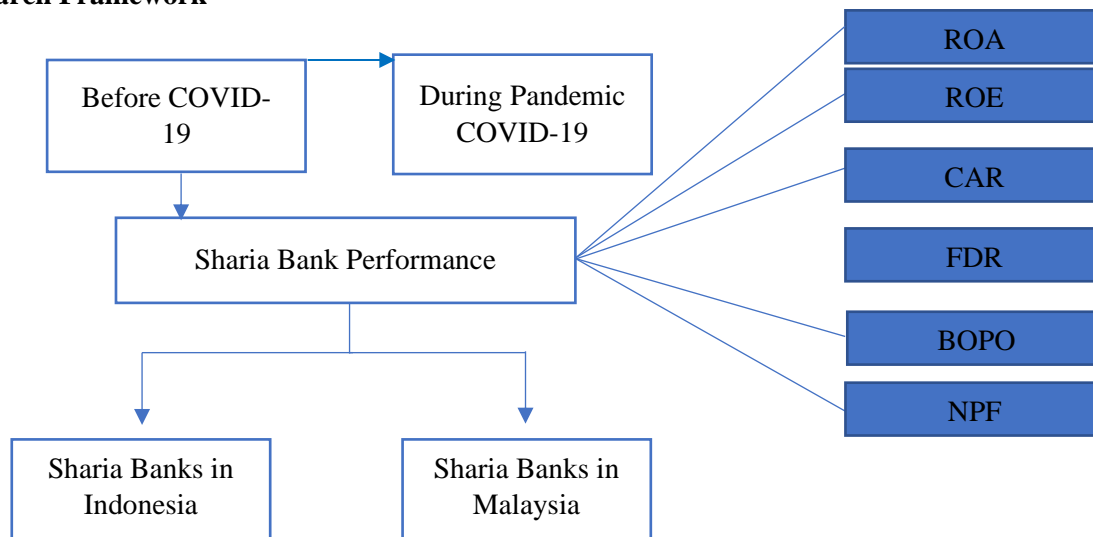 Before COVID-
19
During Pandemic
COVID-19
Sharia Bank Performance
Sharia Banks in
Indonesia
Sharia Banks in
Malaysia
ROA
ROE
CAR
FDR
BOPO
NPF